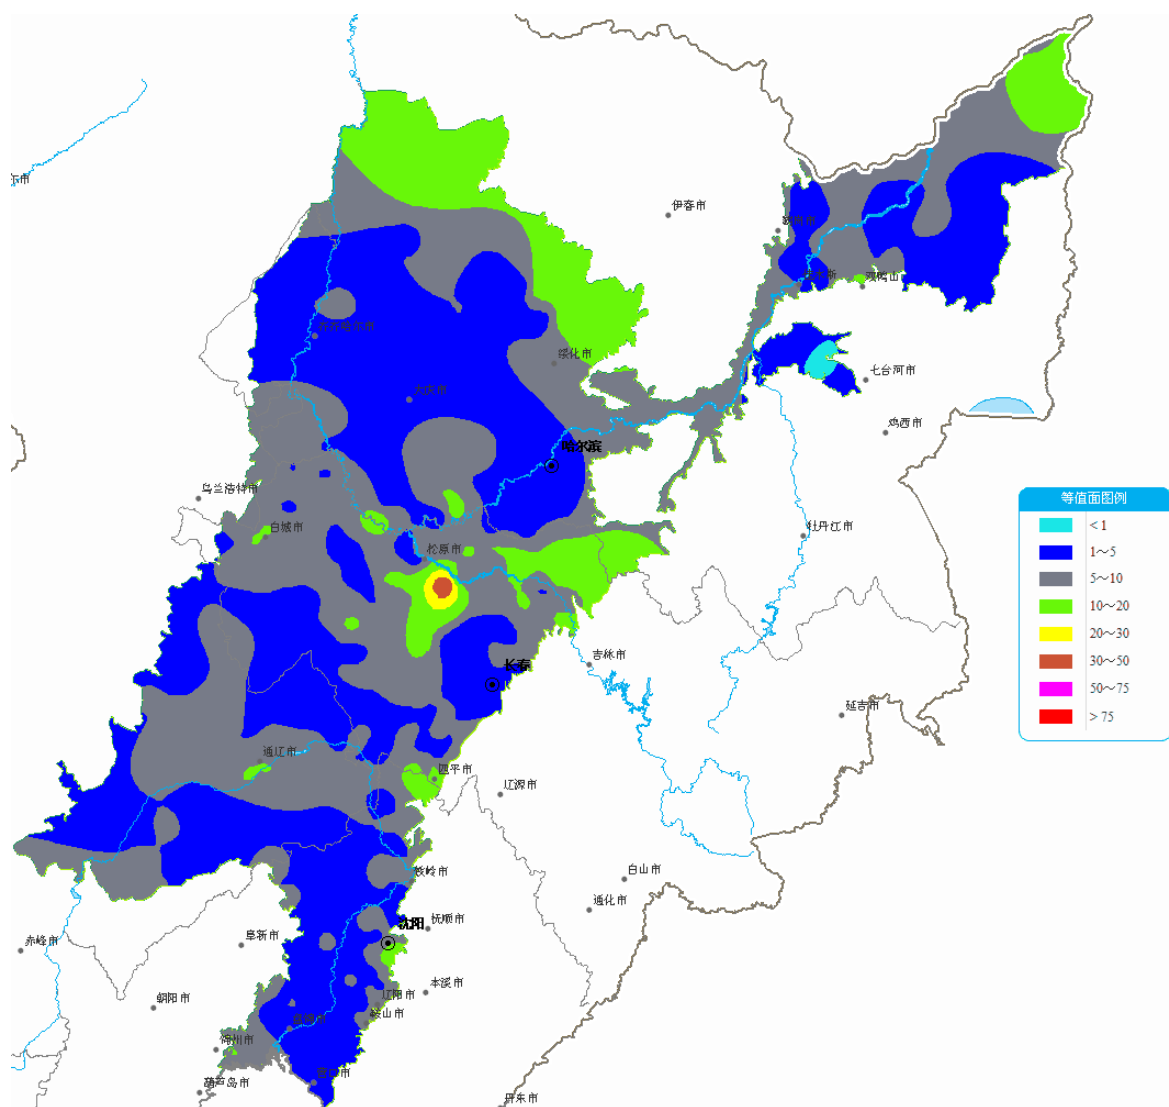 尔市
伊春市
鹤岗市
佳木斯
双鸭山
齐齐哈尔市
绥化市
七台河市
大庆市
鸡西市
哈尔滨
乌兰浩特市
白城市
牡丹江市
松原市
吉林市
长春
延吉市
通辽市
四平市
辽源市
白山市
铁岭市
通化市
沈阳
抚顺市
阜新市
赤峰市
本溪市
辽阳市
朝阳市
鞍山市
盘锦市
锦州市
营口市
葫芦岛市
丹东市
等值面图例
<1
1～5
5～10
10～20
20～30
30～50
50～75
>75